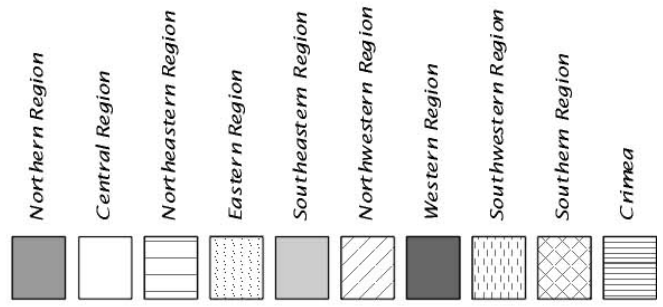 Northern Region
Central Region
Northeastern Region
Eastern Region
Southeastern Region
Northwestern Region
Western Region
Southwestern Region
Southern Region
Crimea